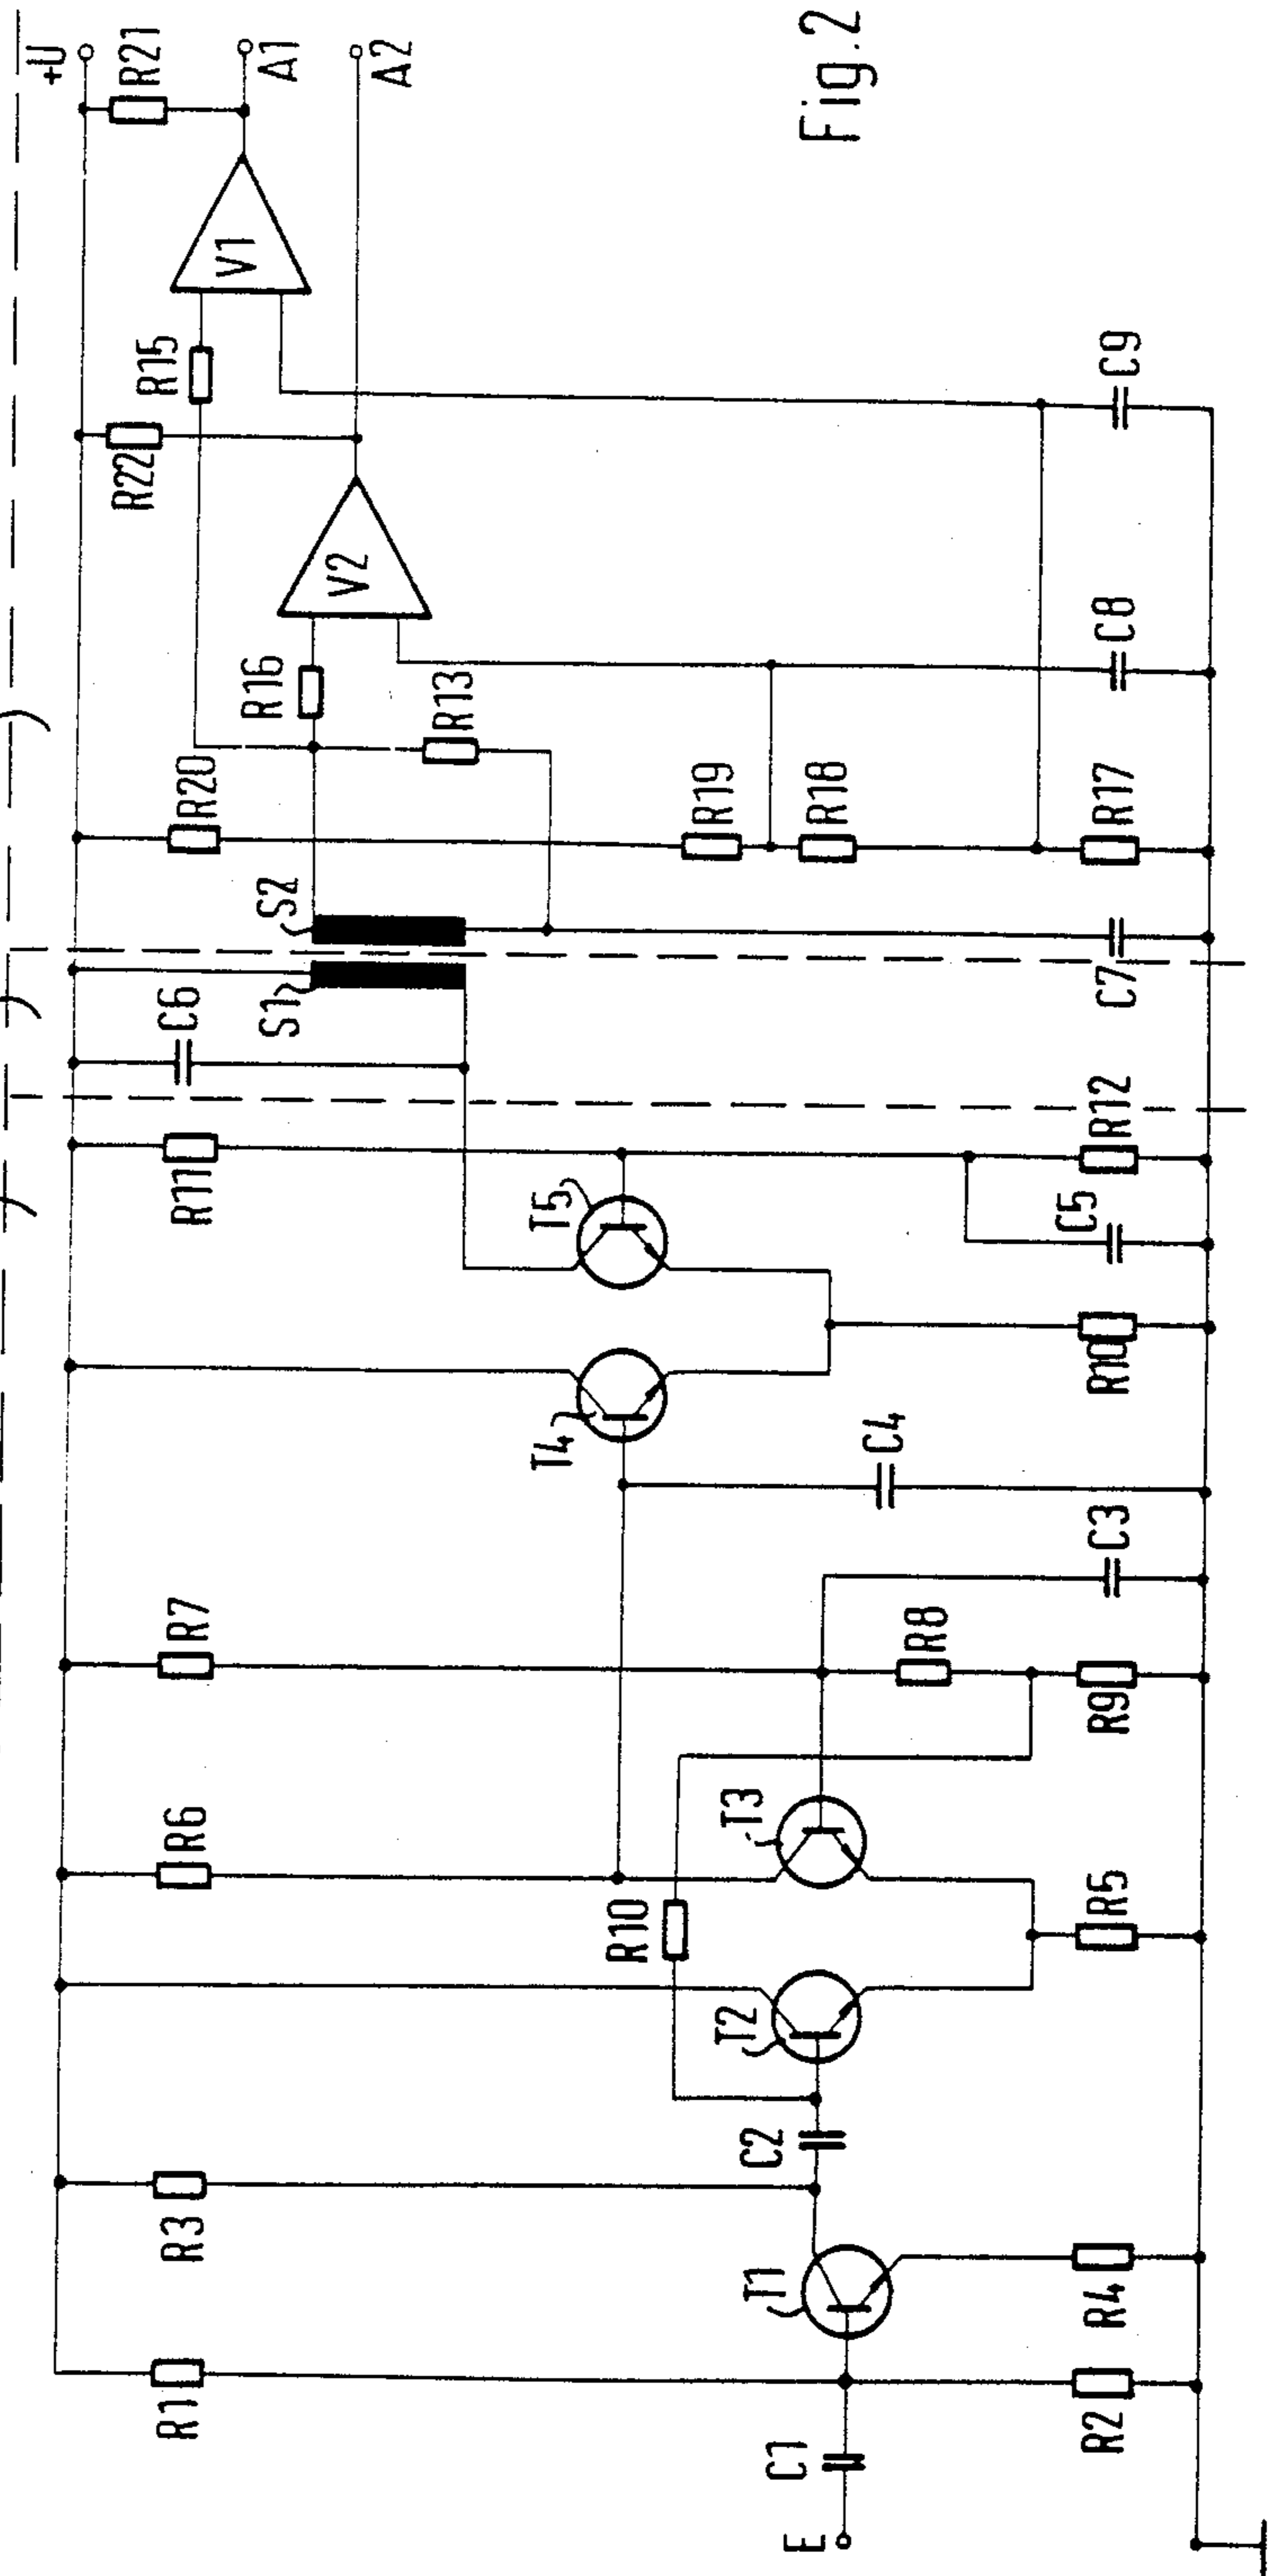 +U
R21
A1
A2
Fig.2
V1
R15
R22
V2
R16
R13
C9
C8
R20
R19
R18
R17
S2
S1
C6
C7
R11
T5
R12
C5
R10
T4
C4
C3
R7
R8
R9
R6
T3
R10
R5
T2
C2
R3
T1
R4
R1
R2
C1
E